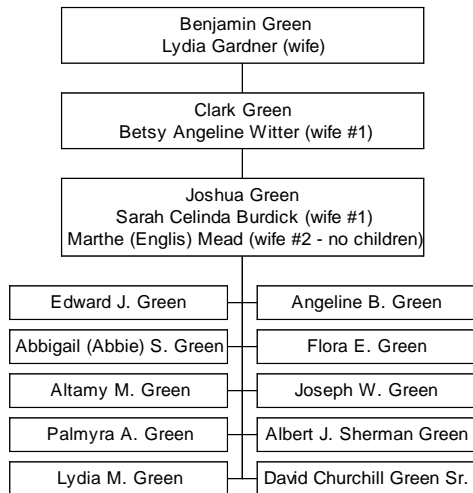 Benjamin Green
Lydia Gardner (wife)
Clark Green
Betsy Angeline Witter (wife #1)
Joshua Green
Sarah Celinda Burdick (wife #1)
Marthe (Englis) Mead (wife #2 - no children)
Edward J. Green
Angeline B. Green
Abbigail (Abbie) S. Green
Flora E. Green
Altamy M. Green
Joseph W. Green
Palmyra A. Green
Albert J. Sherman Green
Lydia M. Green
David Churchill Green Sr.